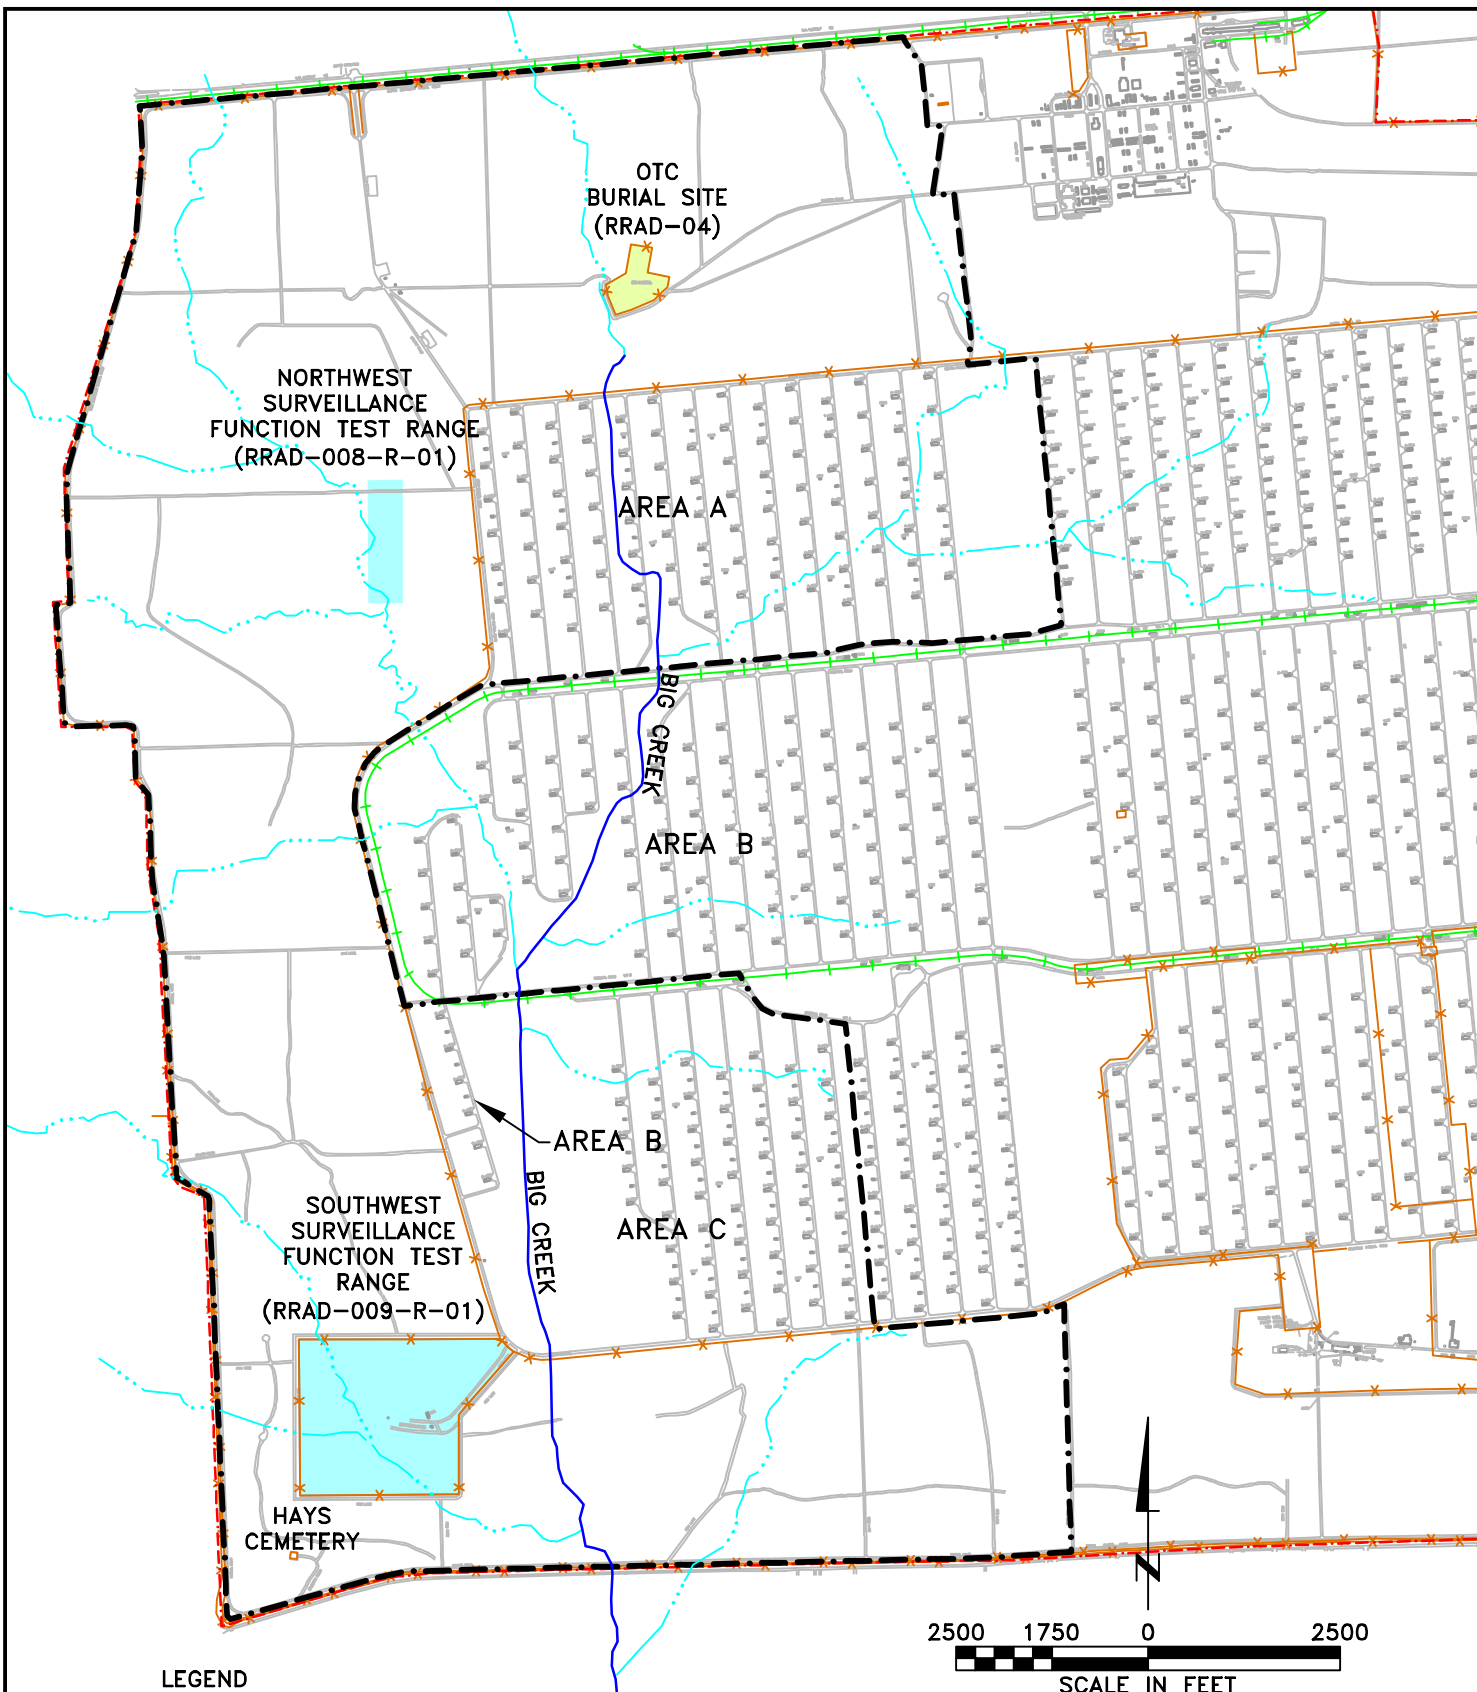 OTC
BURIAL SITE
(RRAD-04)
NORTHWEST
SURVEILLANCE
FUNCTION TEST RANGE
(RRAD-008-R-01)
AREA A
BIG CREEK
AREA B
AREA B
BIG CREEK
SOUTHWEST
SURVEILLANCE
FUNCTION TEST
RANGE
(RRAD-009-R-01)
AREA C
HAYS
CEMETERY
N
2500 1750 0 2500
SCALE IN FEET
LEGEND